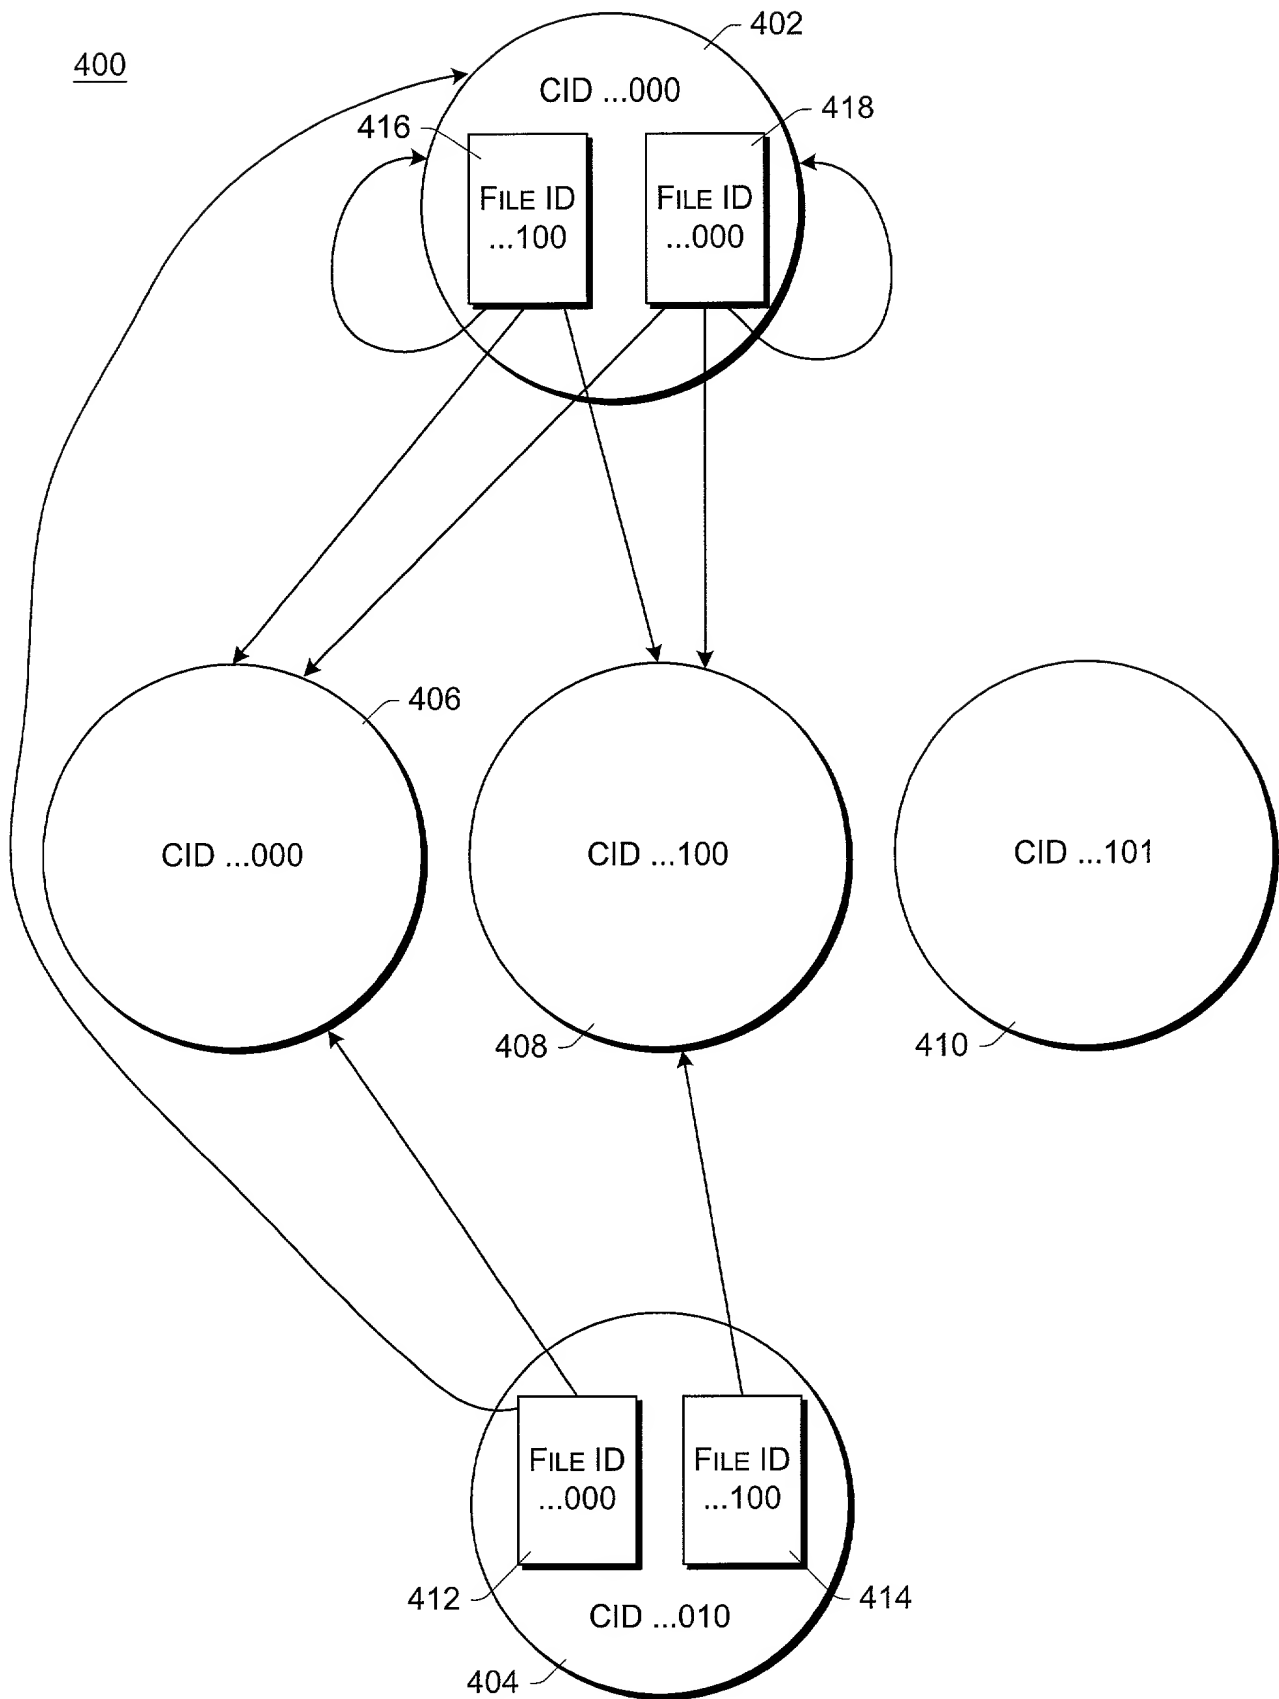 400
402
CID ...000
416
418
FILE ID
...100
FILE ID
...000
406
CID ...000
CID ...100
CID ...101
408
410
FILE ID
...000
FILE ID
...100
412
414
CID ...010
404